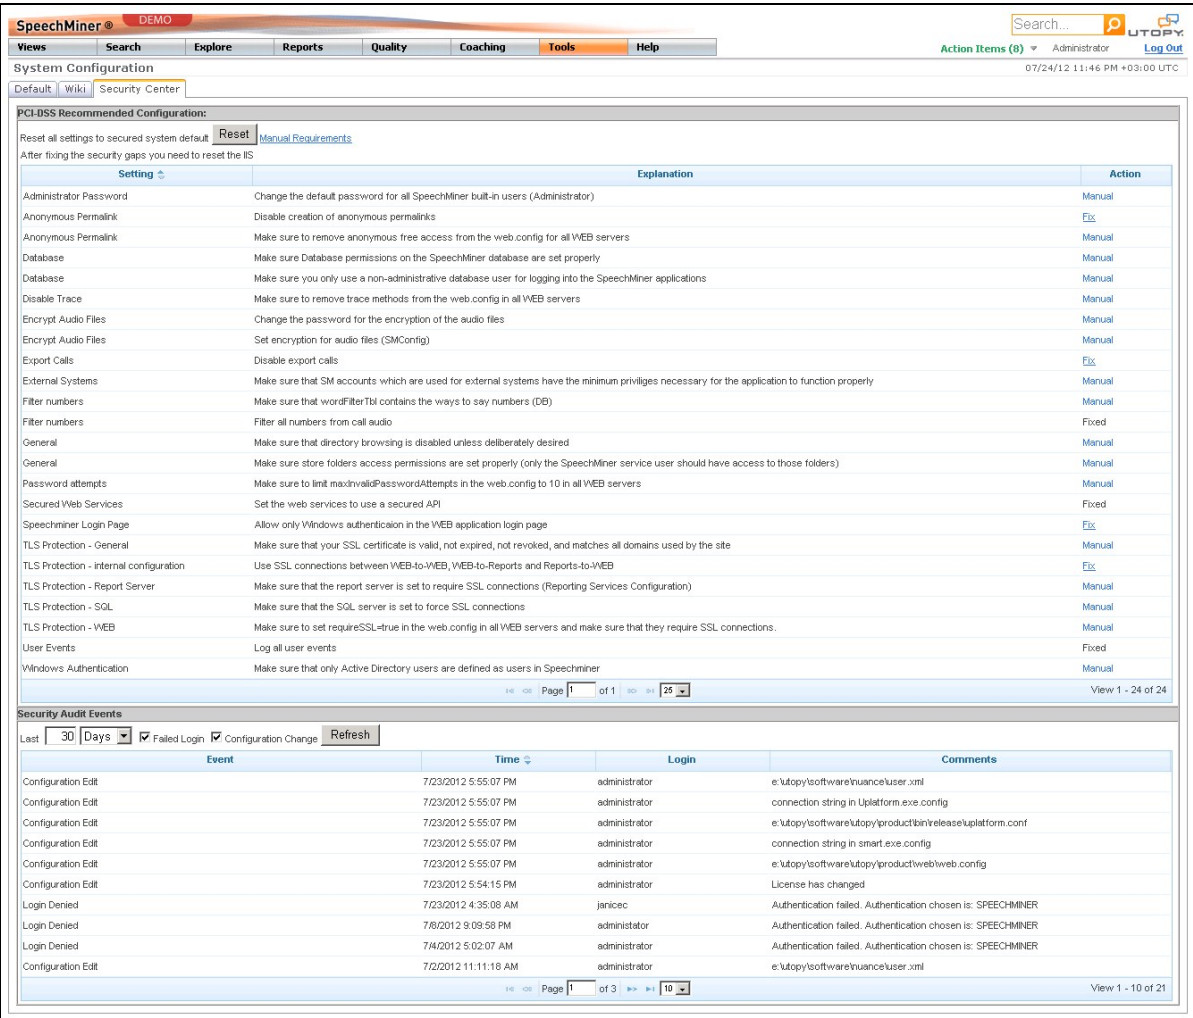 SpeechMiner ® DEMO Search... UTOPY
Views Search Explore Reports Quality Coaching Tools Help Action Items (8) Administrator Log Out
System Configuration 07/24/12 11:46 PM +03:00 UTC
Default Wiki Security Center
PCI-DSS Recommended Configuration:
Reset all settings to secured system default Reset Manual Requirements
After fixing the security gaps you need to reset the IIS
Setting Explanation Action
Administrator Password Change the default password for all SpeechMiner built-in users (Administrator) Manual
Anonymous Permalink Disable creation of anonymous permalinks Fix
Anonymous Permalink Make sure to remove anonymous free access from the web.config for all WEB servers Manual
Database Make sure Database permissions on the SpeechMiner database are set properly Manual
Database Make sure you only use a non-administrative database user for logging into the SpeechMiner applications Manual
Disable Trace Make sure to remove trace methods from the web.config in all WEB servers Manual
Encrypt Audio Files Change the password for the encryption of the audio files Manual
Encrypt Audio Files Set encryption for audio files (SMConfig) Manual
Export Calls Disable export calls Fix
External Systems Make sure that SM accounts which are used for external systems have the minimum priviliges necessary for the application to function properly Manual
Filter numbers Make sure that wordFilterTbl contains the ways to say numbers (DB) Manual
Filter numbers Filter all numbers from call audio Fixed
General Make sure that directory browsing is disabled unless deliberately desired Manual
General Make sure store folders access permissions are set properly (only the SpeechMiner service user should have access to those folders) Manual
Password attempts Make sure to limit maxInvalidPasswordAttempts in the web.config to 10 in all WEB servers Manual
Secured Web Services Set the web services to use a secured API Fixed
Speechminer Login Page Allow only Windows authenticaion in the WEB application login page Fix
TLS Protection - General Make sure that your SSL certificate is valid, not expired, not revoked, and matches all domains used by the site Manual
TLS Protection - internal configuration Use SSL connections between WEB-to-WEB, WEB-to-Reports and Reports-to-WEB Fix
TLS Protection - Report Server Make sure that the report server is set to require SSL connections (Reporting Services Configuration) Manual
TLS Protection - SQL Make sure that the SQL server is set to force SSL connections Manual
TLS Protection - WEB Make sure to set requireSSL=true in the web.config in all WEB servers and make sure that they require SSL connections. Manual
User Events Log all user events Fixed
Windows Authentication Make sure that only Active Directory users are defined as users in Speechminer Manual
Page 1 of 1 25 View 1 - 24 of 24
Security Audit Events
Last 30 Days Failed Login Configuration Change Refresh
Event Time Login Comments
Configuration Edit 7/23/2012 5:55:07 PM administrator e:\utopy\software\nuance\user.xml
Configuration Edit 7/23/2012 5:55:07 PM administrator connection string in Uplatform.exe.config
Configuration Edit 7/23/2012 5:55:07 PM administrator e:\utopy\software\utopy\product\bin\release\uplatform.conf
Configuration Edit 7/23/2012 5:55:07 PM administrator connection string in smart.exe.config
Configuration Edit 7/23/2012 5:55:07 PM administrator e:\utopy\software\utopy\product\web\web.config
Configuration Edit 7/23/2012 5:54:15 PM administrator License has changed
Login Denied 7/23/2012 4:35:08 AM janicec Authentication failed. Authentication chosen is: SPEECHMINER
Login Denied 7/8/2012 9:09:58 PM administator Authentication failed. Authentication chosen is: SPEECHMINER
Login Denied 7/4/2012 5:02:07 AM administrator Authentication failed. Authentication chosen is: SPEECHMINER
Configuration Edit 7/2/2012 11:11:18 AM administrator e:\utopy\software\nuance\user.xml
Page 1 of 3 10 View 1 - 10 of 21